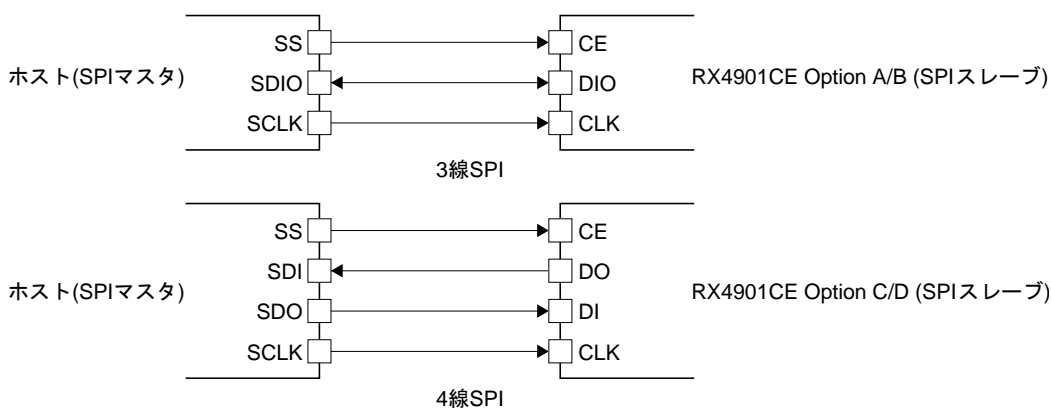 SS CE
ホスト(SPIマスタ) SDIO DIO RX4901CE Option A/B (SPIスレーブ)
SCLK CLK
3線SPI
SS CE
SDI DO
ホスト(SPIマスタ) RX4901CE Option C/D (SPIスレーブ)
SDO DI
SCLK CLK
4線SPI